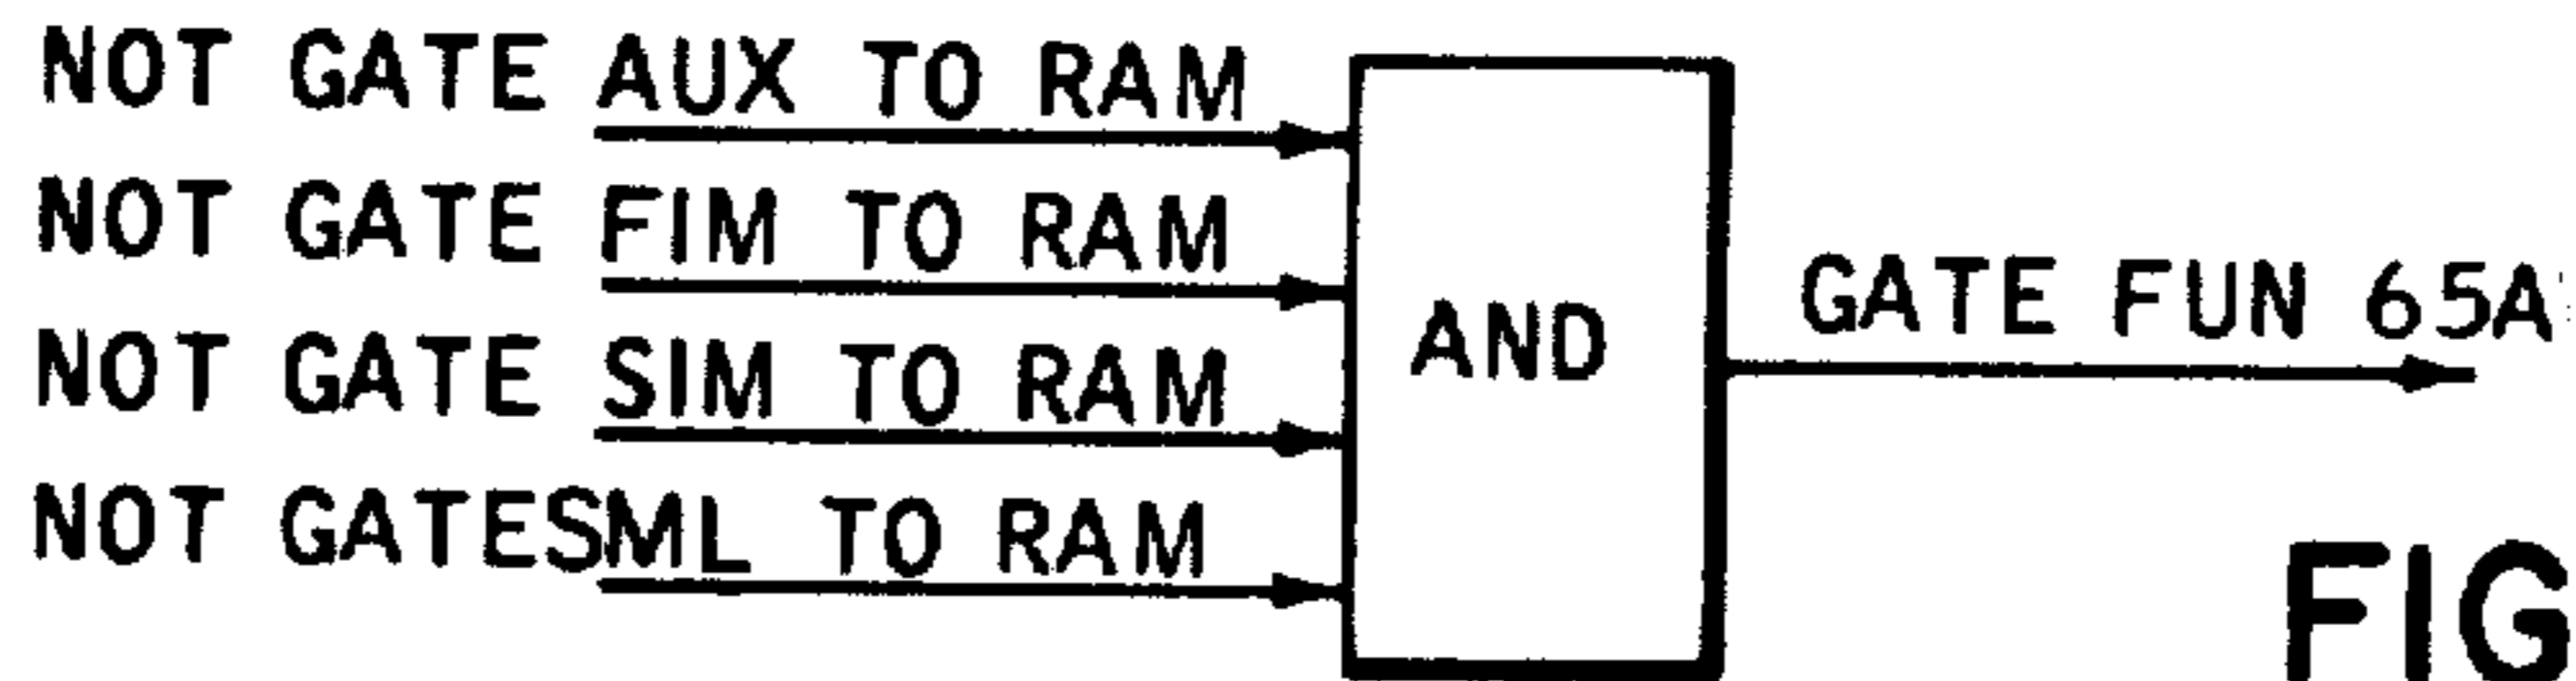 NOT GATE AUX TO RAM
NOT GATE FIM TO RAM
NOT GATE SIM TO RAM
NOT GATESML TO RAM
AND
GATE FUN 65A
FIG